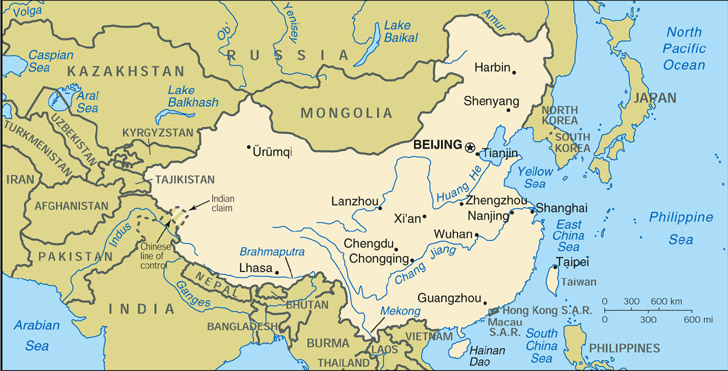 Volga
Ob'
Yenisey
Lake
Baikal
Amur
North
Pacific
Ocean
RUSSIA
Caspian
Sea
KAZAKHSTAN
Harbin
Aral
Sea
Lake
Balkhash
MONGOLIA
Shenyang
JAPAN
UZBEKISTAN
TURKMENISTAN
KYRGYZSTAN
NORTH
KOREA
SOUTH
KOREA
Ürümqi
BEIJING
Tianjin
Yellow
Sea
TAJIKISTAN
IRAN
AFGHANISTAN
Indian
claim
Huang He
Lanzhou
Zhengzhou
Xi'an
Nanjing
Shanghai
Philippine
Sea
Indus
Chinese
line of
control
PAKISTAN
Wuhan
East
China
Sea
Chengdu
Chongqing
Chang Jiang
Brahmaputra
Lhasa
NEPAL
Taipei
Taiwan
INDIA
Ganges
BHUTAN
Mekong
Guangzhou
Hong Kong S.A.R.
Macau
S.A.R.
0 300 600 km
0 300 600 mi
Arabian
Sea
BANGLADESH
BURMA
VIETNAM
LAOS
THAILAND
Hainan
Dao
South
China
Sea
PHILIPPINES